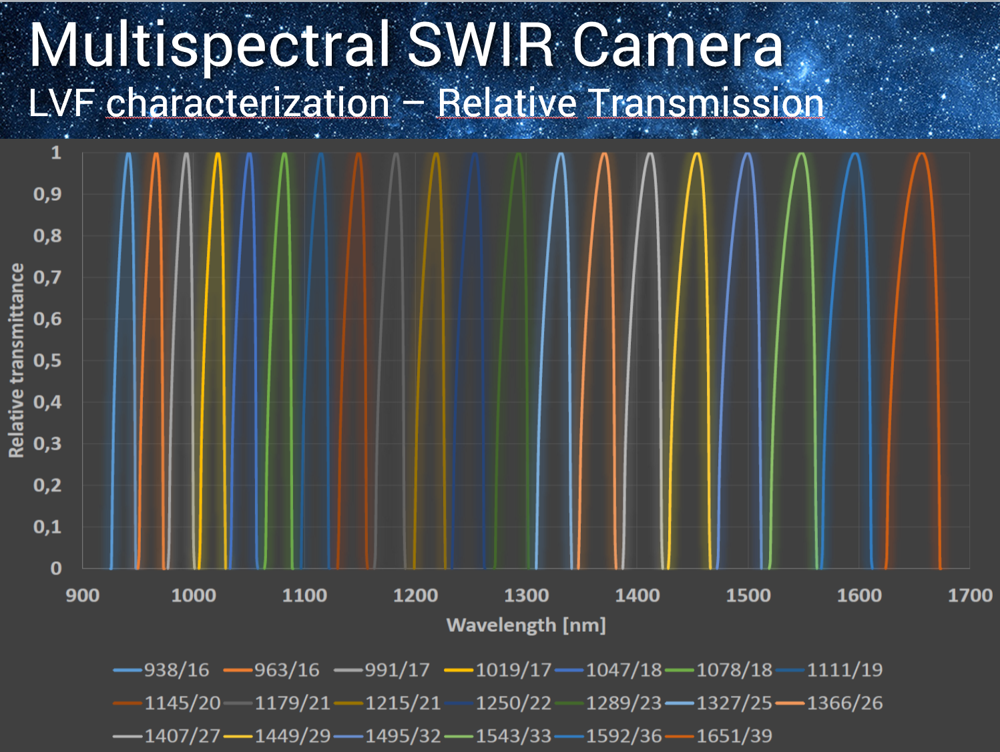 Multispectral SWIR Camera
LVF characterization – Relative Transmission
1
0,9
0,8
0,7
0,6
0,5
0,4
0,3
0,2
0,1
0
Relative transmittance
900 1000 1100 1200 1300 1400 1500 1600 1700
Wavelength [nm]
938/16 963/16 991/17 1019/17 1047/18 1078/18 1111/19
1145/20 1179/21 1215/21 1250/22 1289/23 1327/25 1366/26
1407/27 1449/29 1495/32 1543/33 1592/36 1651/39